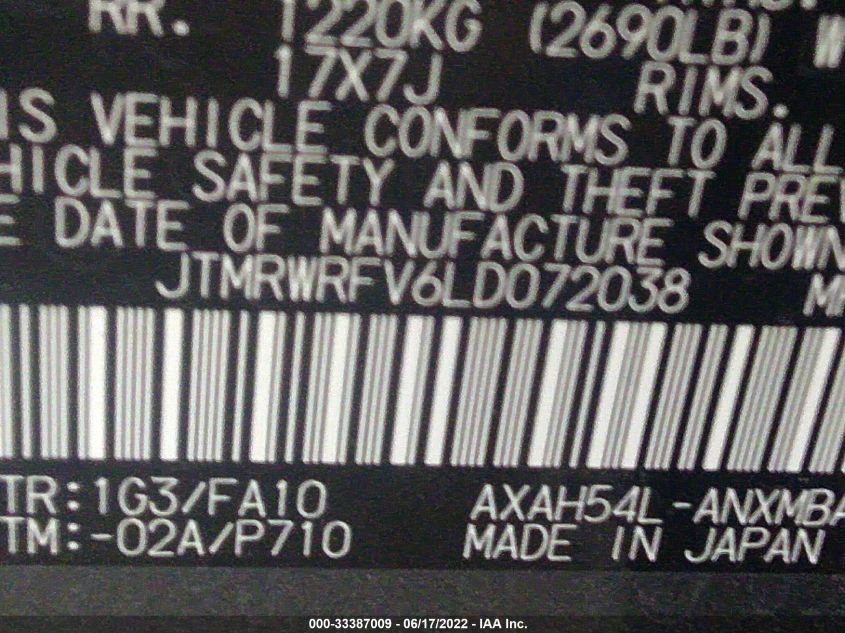 RR. 1220KG (2690LB) W
17X7J RIMS.
IS VEHICLE CONFORMS TO ALL
HICLE SAFETY AND THEFT PREV
E DATE OF MANUFACTURE SHOWN
JTMRWRFV6LD072038
TR:1G3/FA10 AXAH54L-ANXMBA
TM:-02A/P710 MADE IN JAPAN
000-33387009 - 06/17/2022 - IAA Inc.